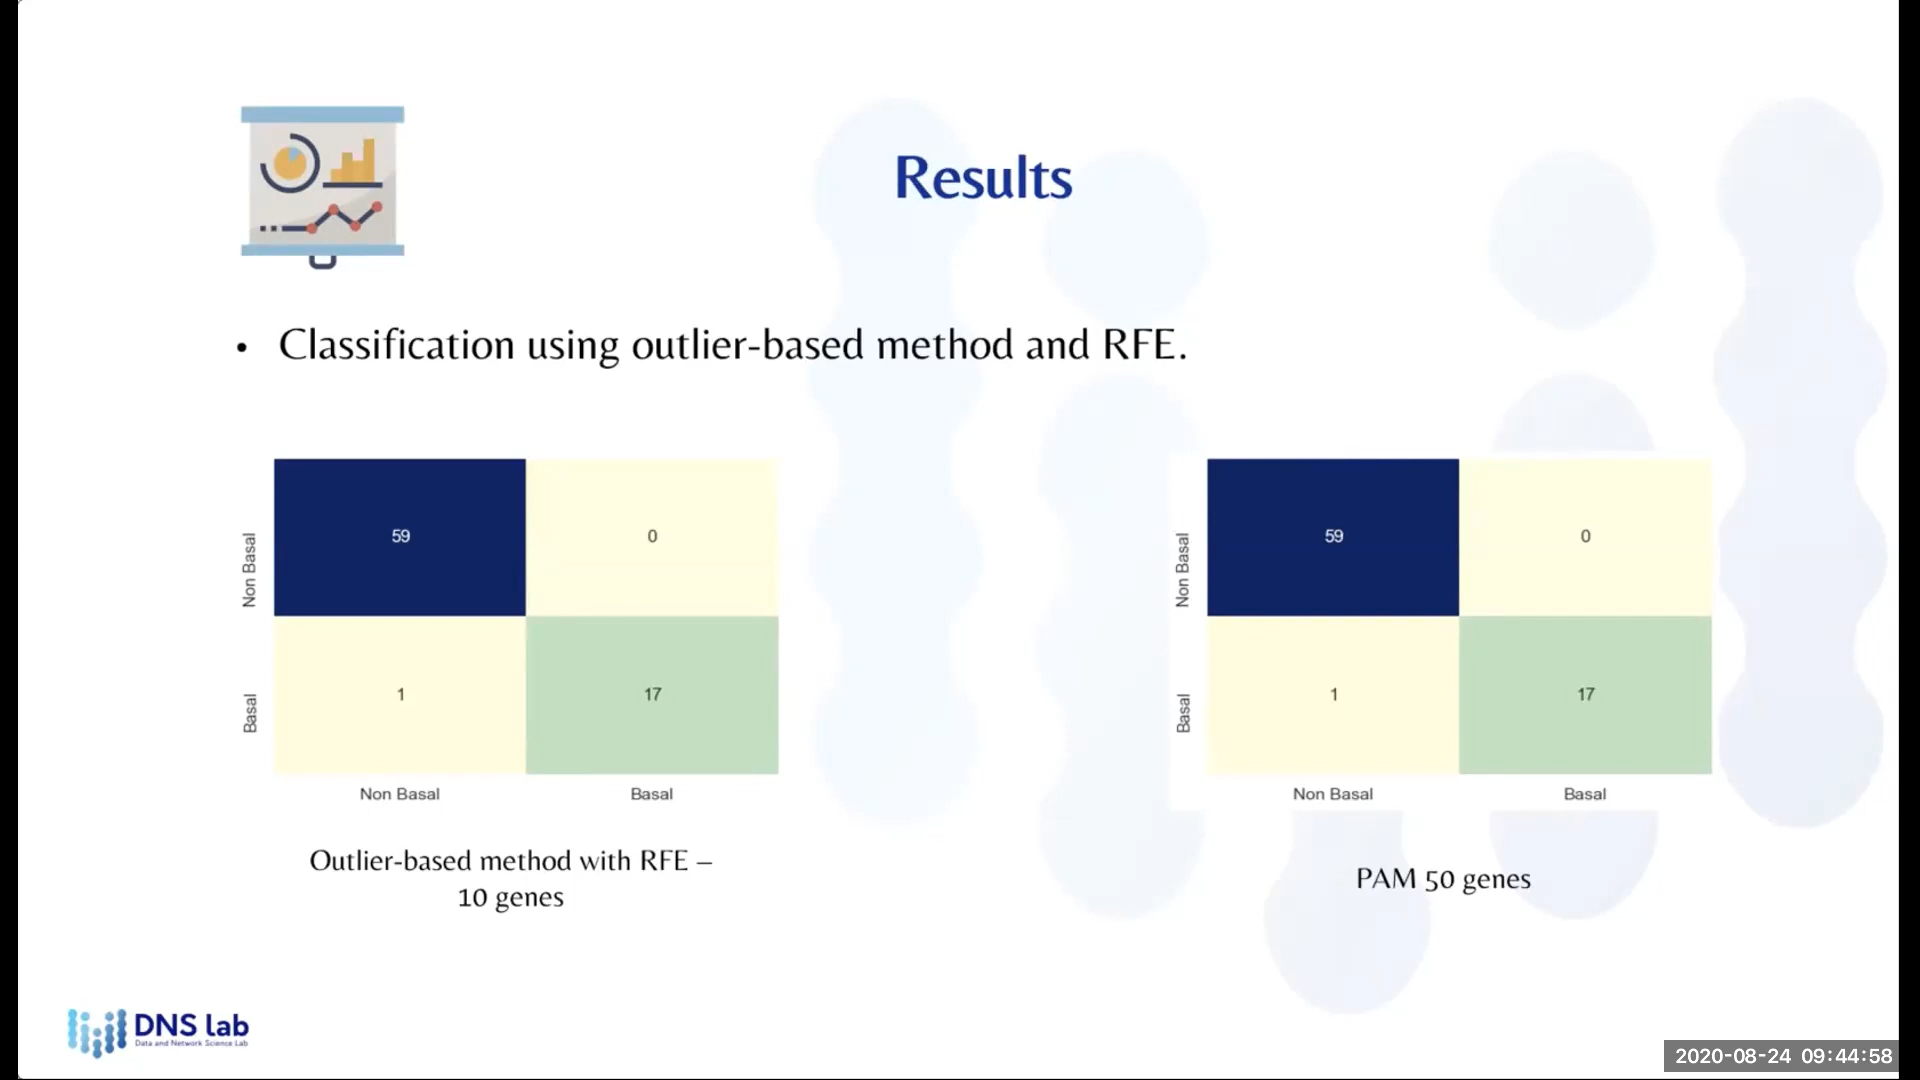 Results
• Classification using outlier-based method and RFE.
Non Basal
59
0
Basal
1
17
Non Basal
Basal
Outlier-based method with RFE –
10 genes
Non Basal
59
0
Basal
1
17
Non Basal
Basal
PAM 50 genes
DNS lab
Data and Network Science Lab
2020-08-24 09:44:58